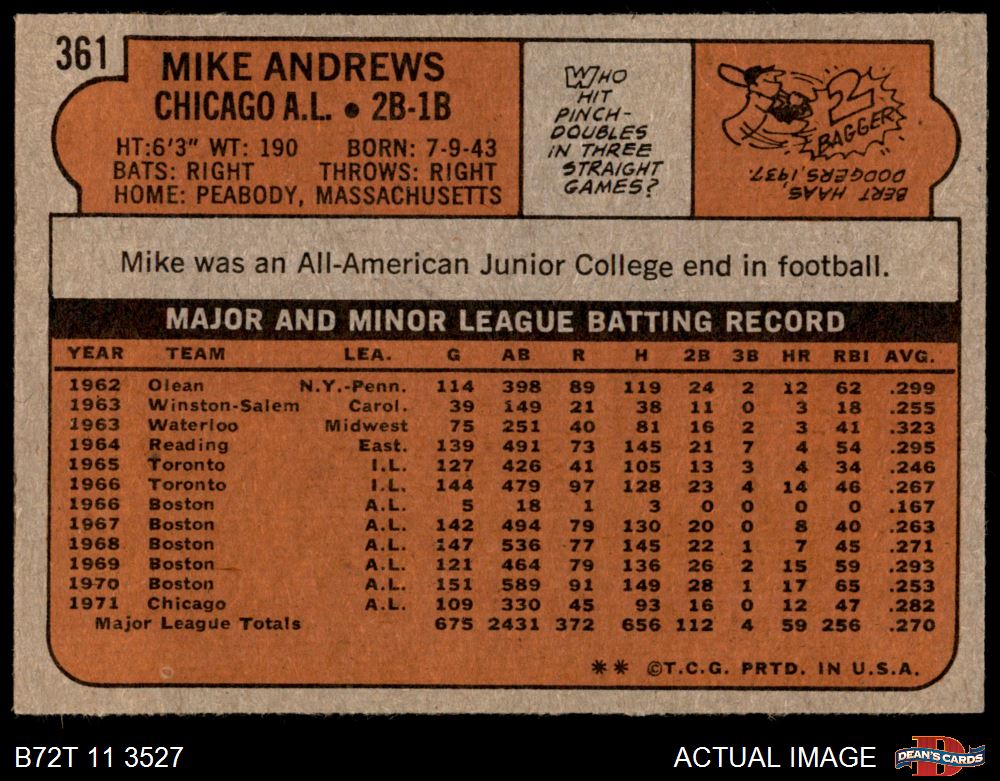 361
MIKE ANDREWS
CHICAGO A.L. • 2B-1B
HT:6'3" WT: 190 BORN: 7-9-43
BATS: RIGHT THROWS: RIGHT
HOME: PEABODY, MASSACHUSETTS
WHO
HIT
PINCH-
DOUBLES
IN THREE
STRAIGHT
GAMES?
2
BAGGER
BERT HAAS,
DODGERS, 1937.
Mike was an All-American Junior College end in football.
MAJOR AND MINOR LEAGUE BATTING RECORD
YEAR TEAM LEA. G AB R H 2B 3B HR RBI AVG.
1962 Olean N.Y.-Penn. 114 398 89 119 24 2 12 62 .299
1963 Winston-Salem Carol. 39 149 21 38 11 0 3 18 .255
1963 Waterloo Midwest 75 251 40 81 16 2 3 41 .323
1964 Reading East. 139 491 73 145 21 7 4 54 .295
1965 Toronto I.L. 127 426 41 105 13 3 4 34 .246
1966 Toronto I.L. 144 479 97 128 23 4 14 46 .267
1966 Boston A.L. 5 18 1 3 0 0 0 0 .167
1967 Boston A.L. 142 494 79 130 20 0 8 40 .263
1968 Boston A.L. 147 536 77 145 22 1 7 45 .271
1969 Boston A.L. 121 464 79 136 26 2 15 59 .293
1970 Boston A.L. 151 589 91 149 28 1 17 65 .253
1971 Chicago A.L. 109 330 45 93 16 0 12 47 .282
Major League Totals 675 2431 372 656 112 4 59 256 .270
** ©T.C.G. PRTD. IN U.S.A.
B72T 11 3527
ACTUAL IMAGE
D
DEAN'S CARDS